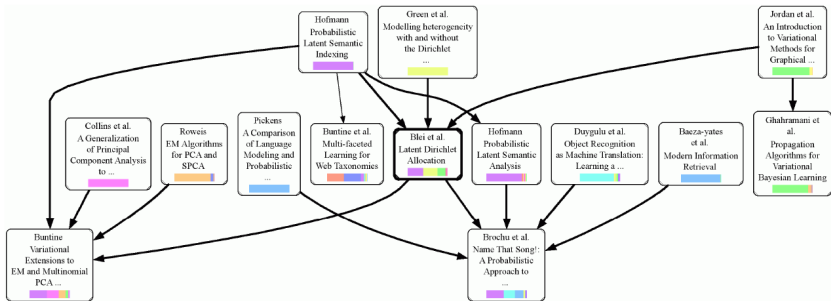 Hofmann
Probabilistic
Latent Semantic
Indexing
Green et al.
Modelling heterogeneity
with and without
the Dirichlet
...
Jordan et al.
An Introduction
to Variational
Methods for
Graphical ...
Collins et al.
A Generalization
of Principal
Component Analysis
to ...
Roweis
EM Algorithms
for PCA and
SPCA
Pickens
A Comparison
of Language
Modeling and
Probabilistic
...
Buntine et al.
Multi-faceted
Learning for
Web Taxonomies
Blei et al.
Latent Dirichlet
Allocation
Hofmann
Probabilistic
Latent Semantic
Analysis
Duygulu et al.
Object Recognition
as Machine Translation:
Learning a ...
Baeza-yates
et al.
Modern Information
Retrieval
Ghahramani et
al.
Propagation
Algorithms for
Variational
Bayesian Learning
Buntine
Variational
Extensions to
EM and Multinomial
PCA ...
Brochu et al.
Name That Song!:
A Probabilistic
Approach to
...